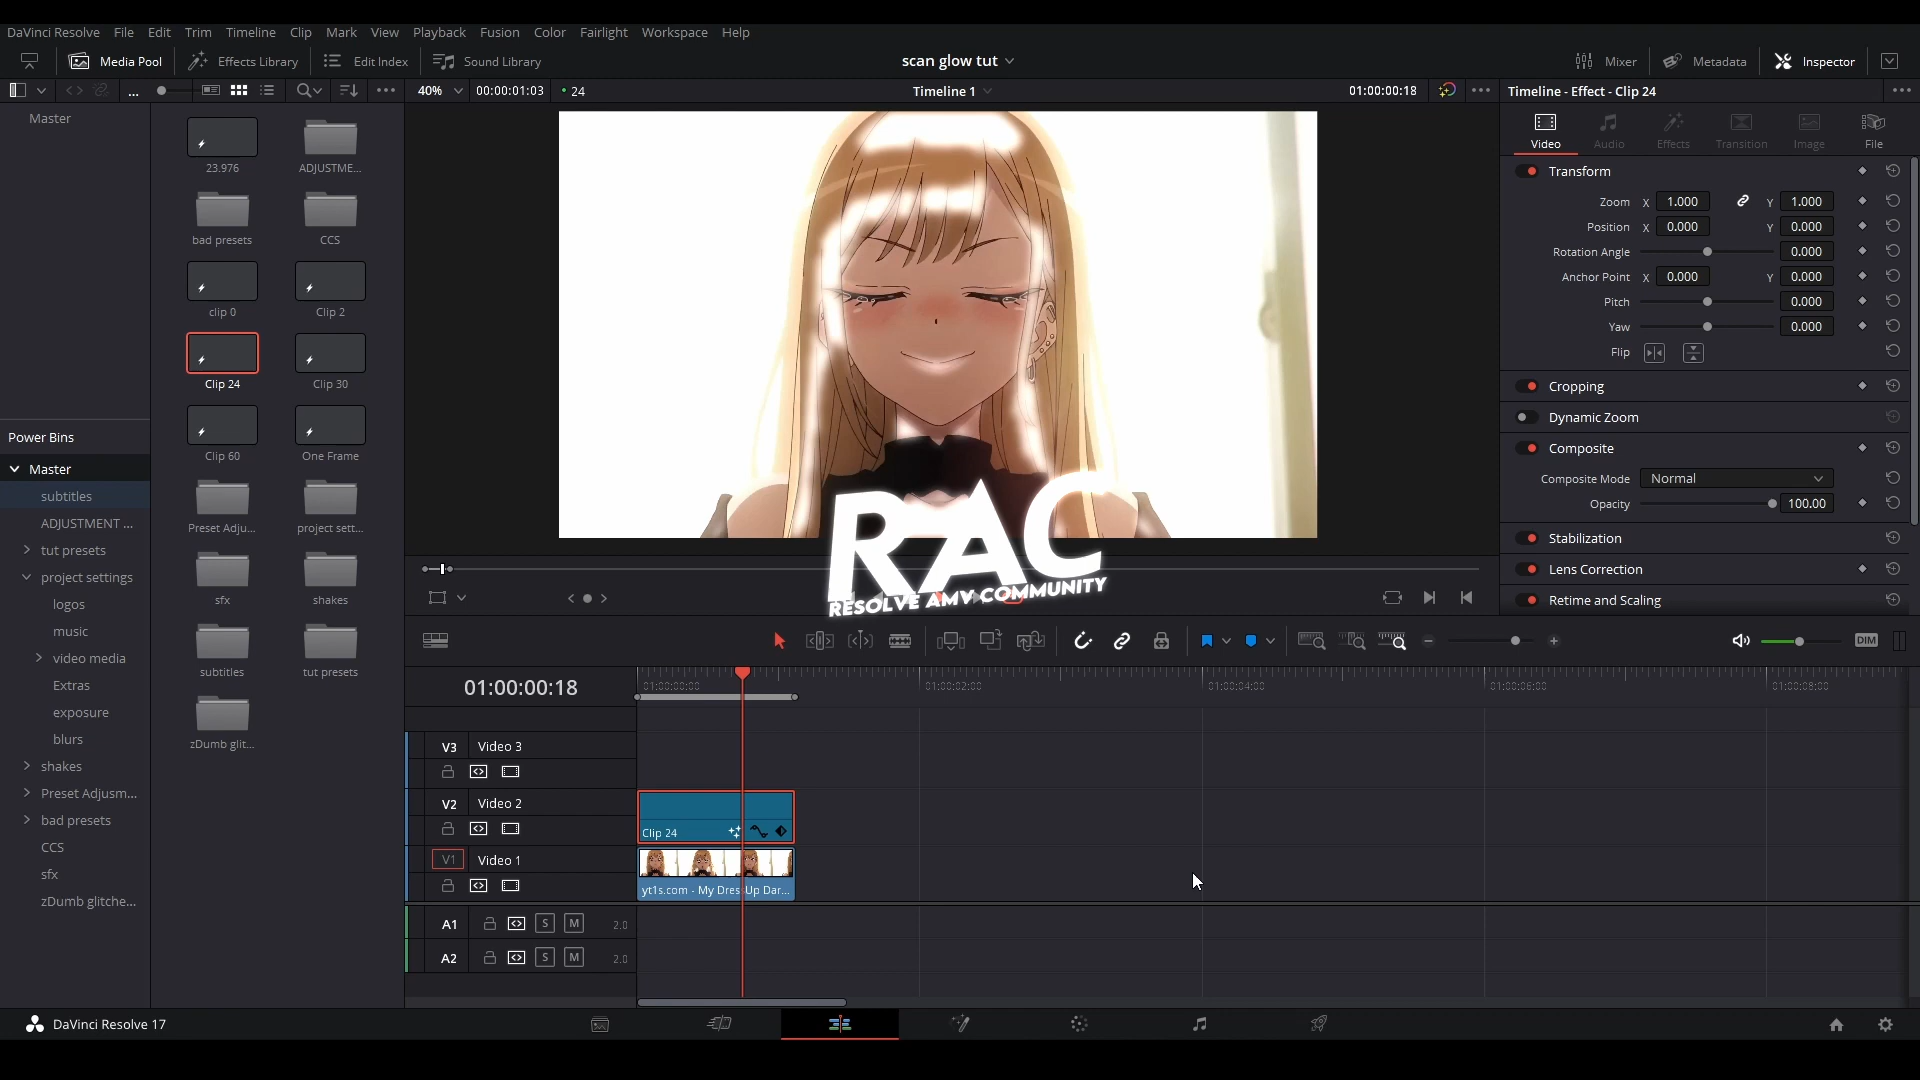 DaVinci Resolve File Edit Trim Timeline Clip Mark View Playback Fusion Color Fairlight Workspace Help
Media Pool Effects Library Edit Index Sound Library scan glow tut Mixer Metadata Inspector
... 40% 00:00:01:03 24 Timeline 1 01:00:00:18 Timeline - Effect - Clip 24
Master
23.976 ADJUSTME...
bad presets CCS
clip 0 Clip 2
Clip 24 Clip 30
Clip 60 One Frame
Preset Adju... project sett...
sfx shakes
subtitles tut presets
zDumb glit...
Power Bins
Master
subtitles
ADJUSTMENT ...
tut presets
project settings
logos
music
video media
Extras
exposure
blurs
shakes
Preset Adjusm...
bad presets
CCS
sfx
zDumb glitche...
RAC
RESOLVE AMV COMMUNITY
Video Audio Effects Transition Image File
Transform
Zoom X 1.000 Y 1.000
Position X 0.000 Y 0.000
Rotation Angle 0.000
Anchor Point X 0.000 Y 0.000
Pitch 0.000
Yaw 0.000
Flip
Cropping
Dynamic Zoom
Composite
Composite Mode Normal
Opacity 100.00
Stabilization
Lens Correction
Retime and Scaling
DIM
01:00:00:18 01:00:00:00 01:00:02:00 01:00:04:00 01:00:06:00 01:00:08:00
V3 Video 3
V2 Video 2
Clip 24
V1 Video 1
yt1s.com - My Dress Up Dar...
A1 S M 2.0
A2 S M 2.0
DaVinci Resolve 17